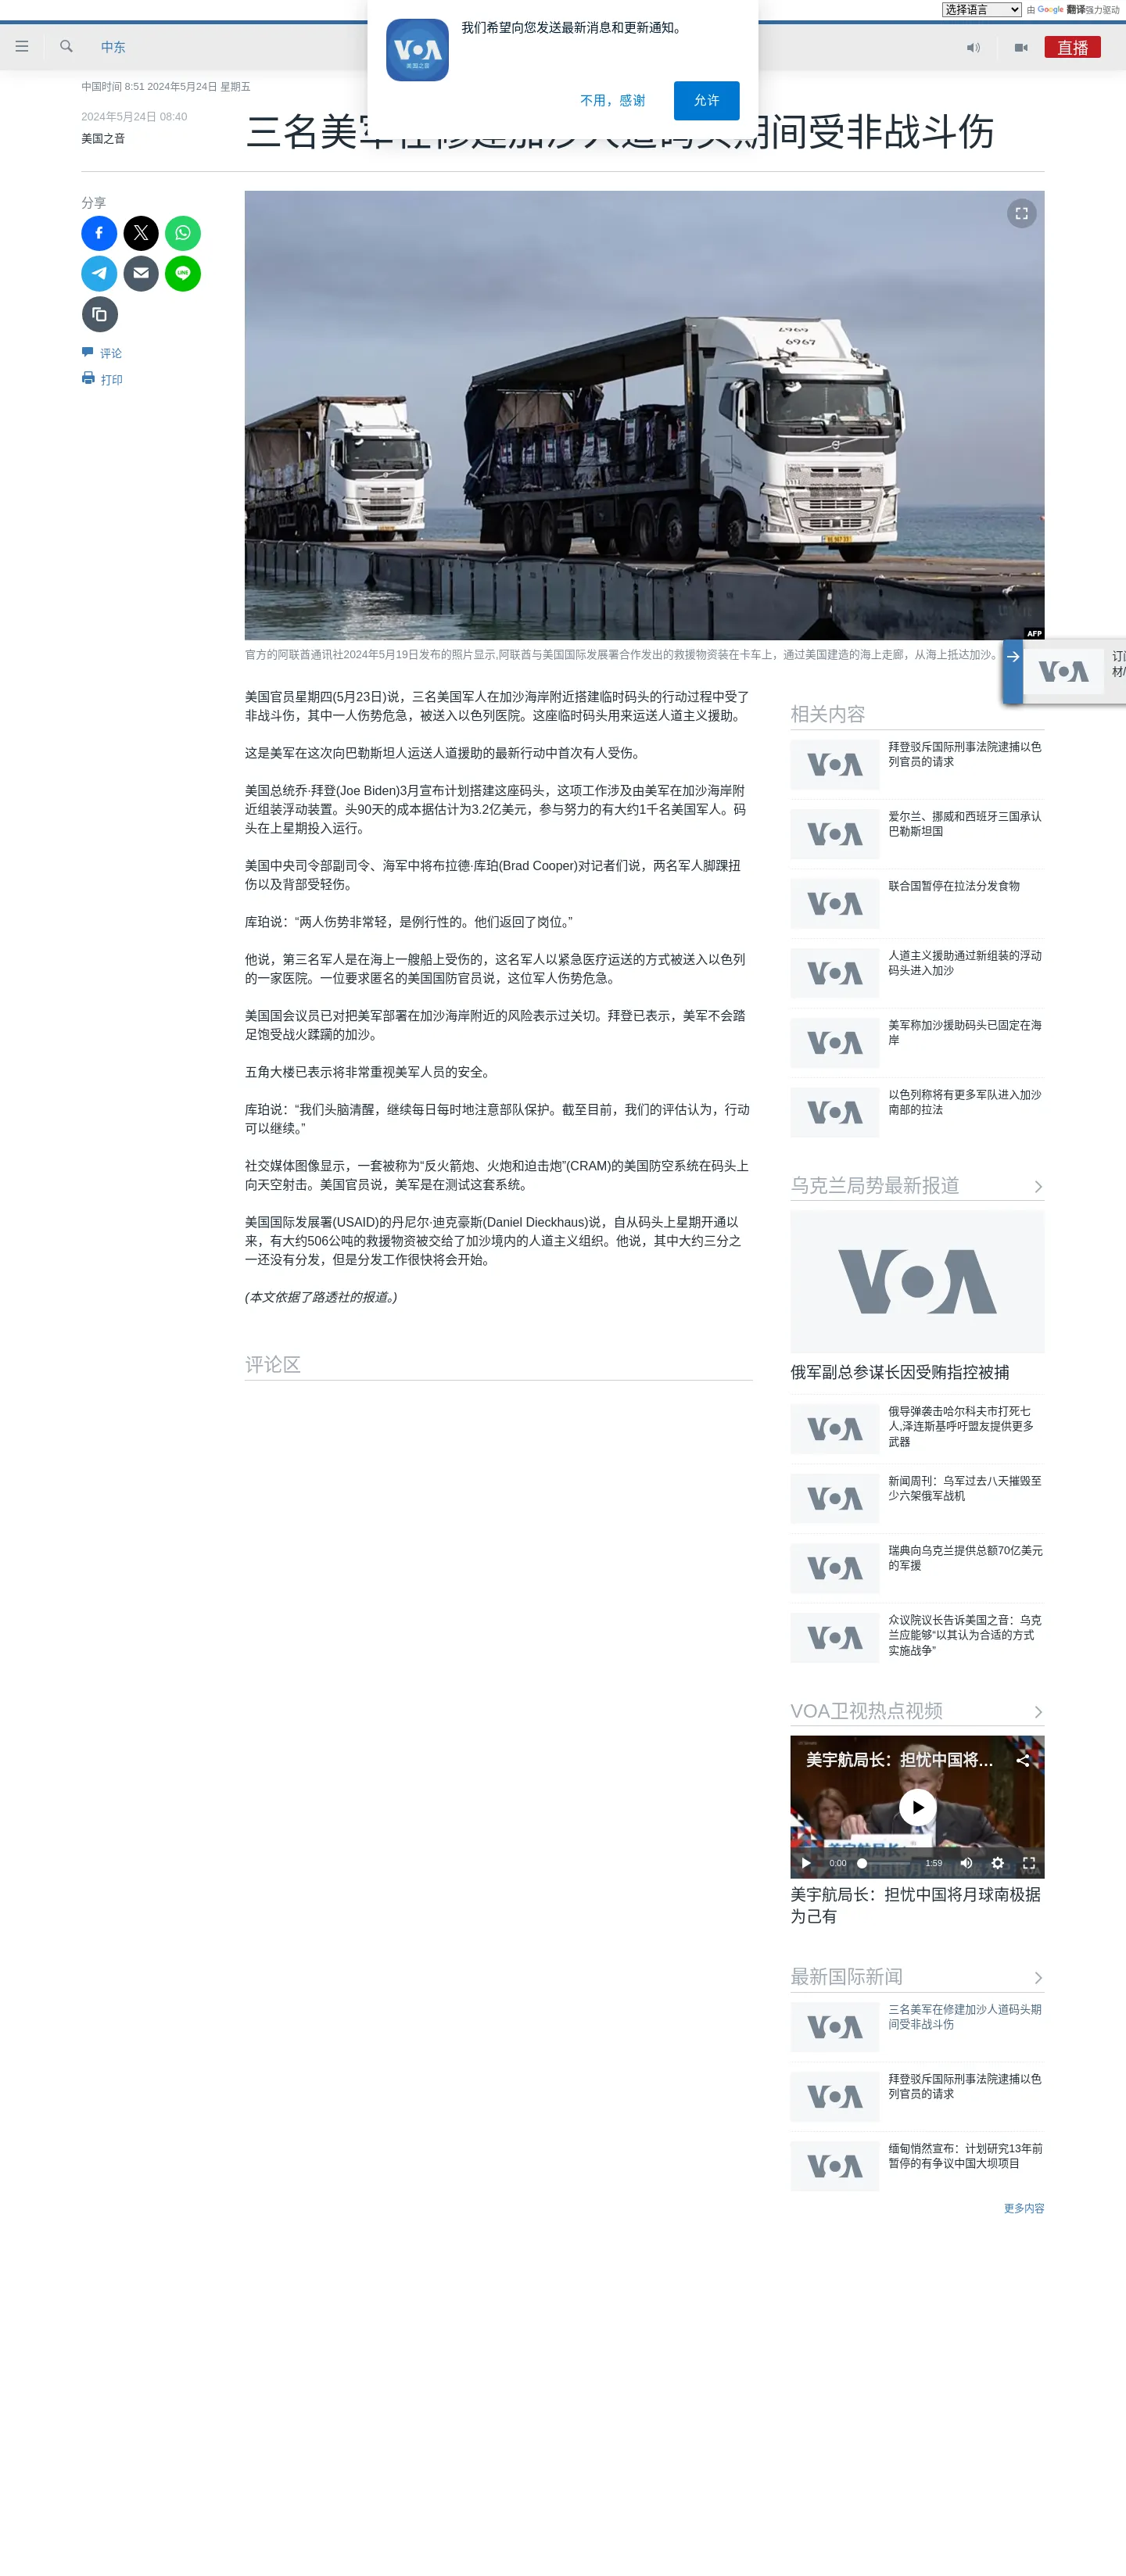 选择语言
由 Google 翻译强力驱动
我们希望向您发送最新消息和更新通知。
VOA
美国之音
不用，感谢
允许
中东
直播
中国时间 8:51 2024年5月24日 星期五
2024年5月24日 08:40
美国之音
三名美军在修建加沙人道码头期间受非战斗伤
分享
评论
打印
6969
6967
AFP
官方的阿联酋通讯社2024年5月19日发布的照片显示,阿联酋与美国国际发展署合作发出的救援物资装在卡车上，通过美国建造的海上走廊，从海上抵达加沙。
VOA
美国官员星期四(5月23日)说，三名美国军人在加沙海岸附近搭建临时码头的行动过程中受了
非战斗伤，其中一人伤势危急，被送入以色列医院。这座临时码头用来运送人道主义援助。
这是美军在这次向巴勒斯坦人运送人道援助的最新行动中首次有人受伤。
美国总统乔·拜登(Joe Biden)3月宣布计划搭建这座码头，这项工作涉及由美军在加沙海岸附
近组装浮动装置。头90天的成本据估计为3.2亿美元，参与努力的有大约1千名美国军人。码
头在上星期投入运行。
美国中央司令部副司令、海军中将布拉德·库珀(Brad Cooper)对记者们说，两名军人脚踝扭
伤以及背部受轻伤。
库珀说：“两人伤势非常轻，是例行性的。他们返回了岗位。”
他说，第三名军人是在海上一艘船上受伤的，这名军人以紧急医疗运送的方式被送入以色列
的一家医院。一位要求匿名的美国国防官员说，这位军人伤势危急。
美国国会议员已对把美军部署在加沙海岸附近的风险表示过关切。拜登已表示，美军不会踏
足饱受战火蹂躏的加沙。
五角大楼已表示将非常重视美军人员的安全。
库珀说：“我们头脑清醒，继续每日每时地注意部队保护。截至目前，我们的评估认为，行动
可以继续。”
社交媒体图像显示，一套被称为“反火箭炮、火炮和迫击炮”(CRAM)的美国防空系统在码头上
向天空射击。美国官员说，美军是在测试这套系统。
美国国际发展署(USAID)的丹尼尔·迪克豪斯(Daniel Dieckhaus)说，自从码头上星期开通以
来，有大约506公吨的救援物资被交给了加沙境内的人道主义组织。他说，其中大约三分之
一还没有分发，但是分发工作很快将会开始。
(本文依据了路透社的报道。)
评论区
相关内容
VOA
拜登驳斥国际刑事法院逮捕以色
列官员的请求
VOA
爱尔兰、挪威和西班牙三国承认
巴勒斯坦国
VOA
联合国暂停在拉法分发食物
VOA
人道主义援助通过新组装的浮动
码头进入加沙
VOA
美军称加沙援助码头已固定在海
岸
VOA
以色列称将有更多军队进入加沙
南部的拉法
乌克兰局势最新报道
VOA
俄军副总参谋长因受贿指控被捕
VOA
俄导弹袭击哈尔科夫市打死七
人,泽连斯基呼吁盟友提供更多
武器
VOA
新闻周刊：乌军过去八天摧毁至
少六架俄军战机
VOA
瑞典向乌克兰提供总额70亿美元
的军援
VOA
众议院议长告诉美国之音：乌克
兰应能够“以其认为合适的方式
实施战争”
VOA卫视热点视频
美宇航局长：担忧中国将…
0:00
1:59
美宇航局长：担忧中国将月球南极据
为己有
最新国际新闻
VOA
三名美军在修建加沙人道码头期
间受非战斗伤
VOA
拜登驳斥国际刑事法院逮捕以色
列官员的请求
VOA
缅甸悄然宣布：计划研究13年前
暂停的有争议中国大坝项目
更多内容